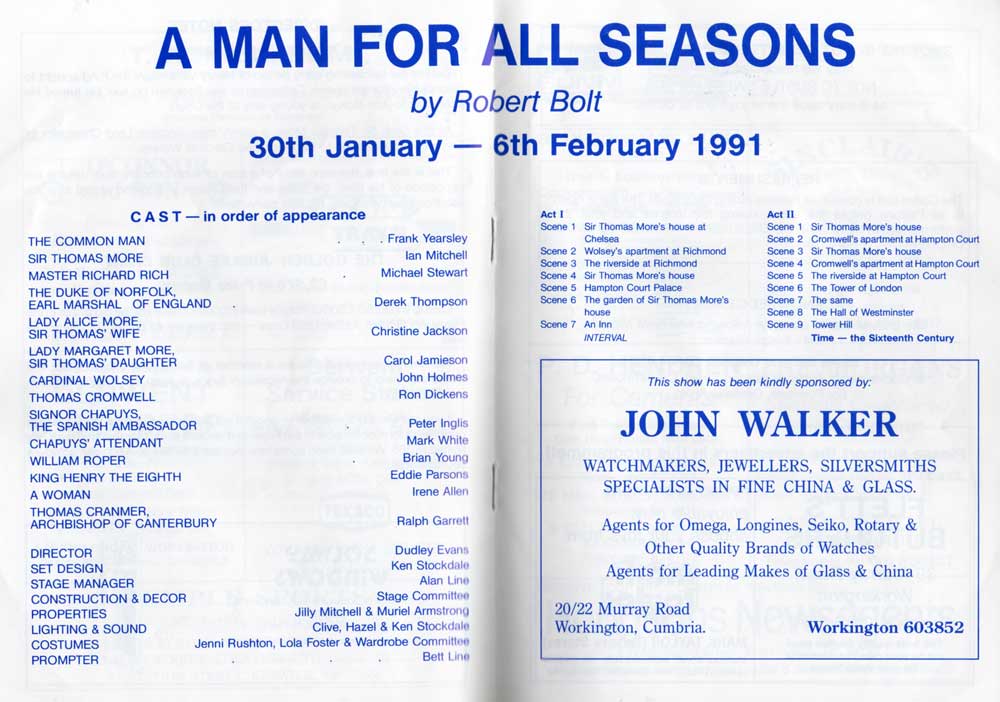 A MAN FOR ALL SEASONS
by Robert Bolt
30th January — 6th February 1991
CAST — in order of appearance
THE COMMON MAN . . . Frank Yearsley
SIR THOMAS MORE Ian Mitchell
MASTER RICHARD RICH Michael Stewart
THE DUKE OF NORFOLK,
EARL MARSHAL OF ENGLAND . Derek Thompson
LADY ALICE MORE,
SIR THOMAS' WIFE Christine Jackson
LADY MARGARET MORE,
SIR THOMAS' DAUGHTER Carol Jamieson
CARDINAL WOLSEY John Holmes
THOMAS CROMWELL Ron Dickens
SIGNOR CHAPUYS,
THE SPANISH AMBASSADOR Peter Inglis
CHAPUYS' ATTENDANT Mark White
WILLIAM ROPER Brian Young
KING HENRY THE EIGHTH Eddie Parsons
A WOMAN Irene Allen
THOMAS CRANMER,
ARCHBISHOP OF CANTERBURY Ralph Garrett
DIRECTOR Dudley Evans
SET DESIGN Ken Stockdale
STAGE MANAGER Alan Line
CONSTRUCTION & DECOR Stage Committee
PROPERTIES Jilly Mitchell & Muriel Armstrong
LIGHTING & SOUND Clive, Hazel & Ken Stockdale
COSTUMES Jenni Rushton, Lola Foster & Wardrobe Committee
PROMPTER Bett Line
Act I
Scene 1 Sir Thomas More's house at
Chelsea
Scene 2 Wolsey's apartment at Richmond
Scene 3 The riverside at Richmond
Scene 4 Sir Thomas More's house
Scene 5 Hampton Court Palace
Scene 6 The garden of Sir Thomas More's
house
Scene 7 An Inn
INTERVAL
Act II
Scene 1 Sir Thomas More's house
Scene 2 Cromwell's apartment at Hampton Court
Scene 3 Sir Thomas More's house
Scene 4 Cromwell's apartment at Hampton Court
Scene 5 The riverside at Hampton Court
Scene 6 The Tower of London
Scene 7 The same
Scene 8 The Hall of Westminster
Scene 9 Tower Hill
Time — the Sixteenth Century
This show has been kindly sponsored by:
JOHN WALKER
WATCHMAKERS, JEWELLERS, SILVERSMITHS
SPECIALISTS IN FINE CHINA & GLASS.
Agents for Omega, Longines, Seiko, Rotary &
Other Quality Brands of Watches
Agents for Leading Makes of Glass & China
20/22 Murray Road
Workington, Cumbria. Workington 603852